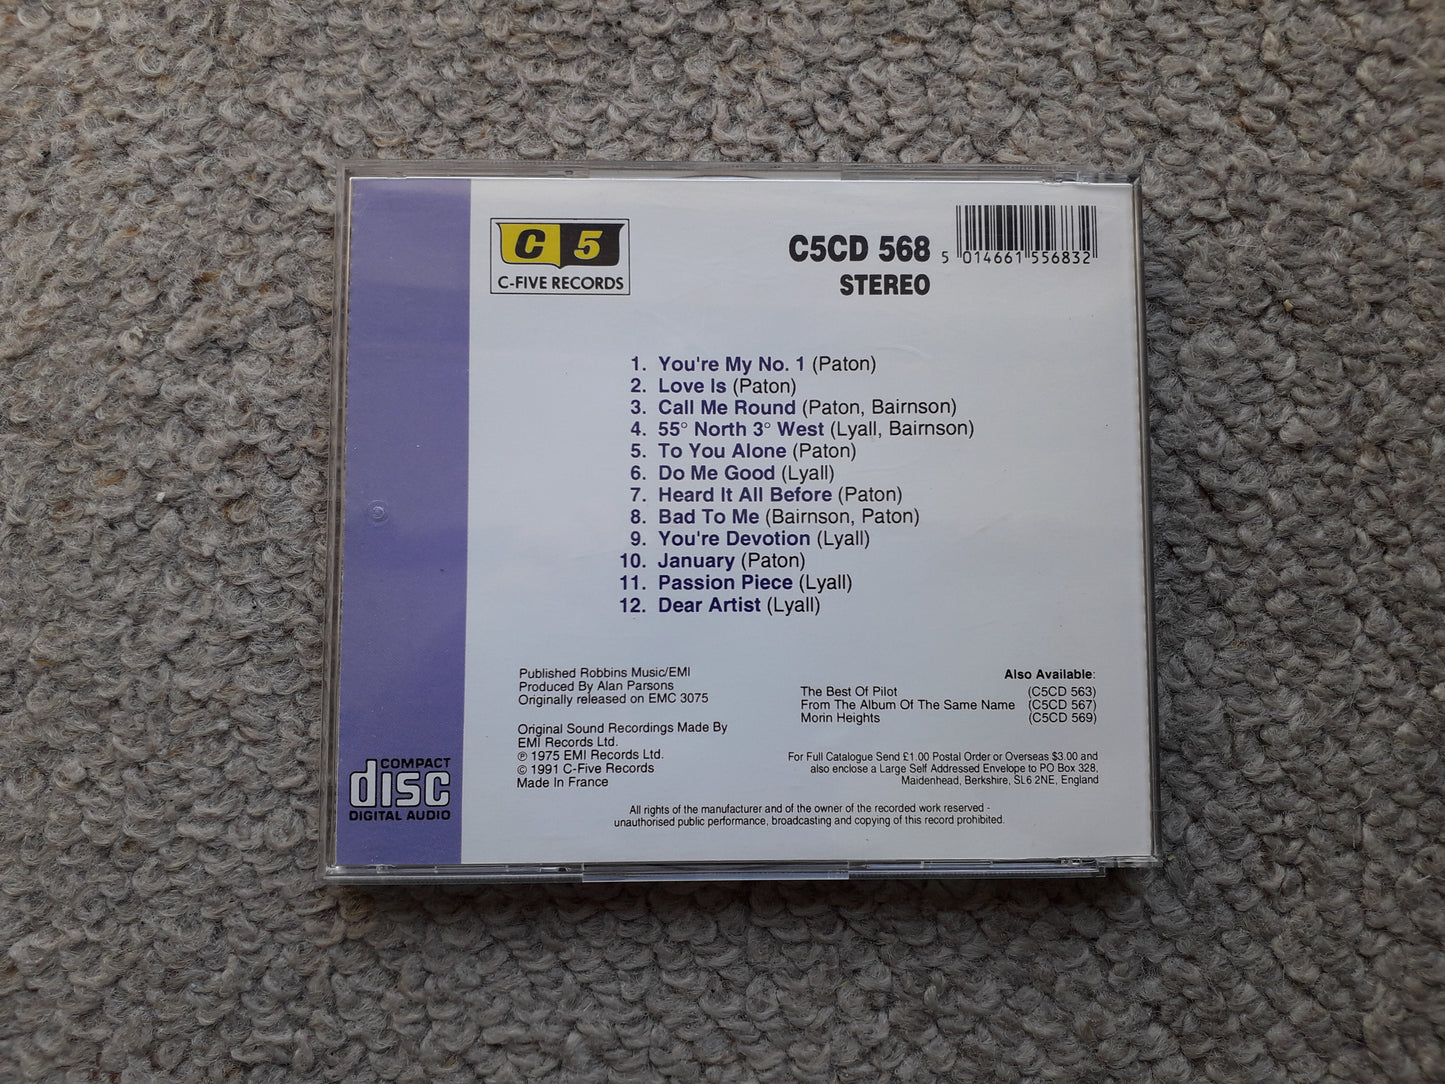 C 5
C-FIVE RECORDS
C5CD 568
STEREO
5 014661 556832
1. You're My No. 1 (Paton)
2. Love Is (Paton)
3. Call Me Round (Paton, Bairnson)
4. 55° North 3° West (Lyall, Bairnson)
5. To You Alone (Paton)
6. Do Me Good (Lyall)
7. Heard It All Before (Paton)
8. Bad To Me (Bairnson, Paton)
9. You're Devotion (Lyall)
10. January (Paton)
11. Passion Piece (Lyall)
12. Dear Artist (Lyall)
Published Robbins Music/EMI
Produced By Alan Parsons
Originally released on EMC 3075
Original Sound Recordings Made By
EMI Records Ltd.
℗ 1975 EMI Records Ltd.
© 1991 C-Five Records
Made In France
Also Available:
The Best Of Pilot (C5CD 563)
From The Album Of The Same Name (C5CD 567)
Morin Heights (C5CD 569)
For Full Catalogue Send £1.00 Postal Order or Overseas $3.00 and
also enclose a Large Self Addressed Envelope to PO Box 328,
Maidenhead, Berkshire, SL6 2NE, England
COMPACT
disc
DIGITAL AUDIO
All rights of the manufacturer and of the owner of the recorded work reserved -
unauthorised public performance, broadcasting and copying of this record prohibited.